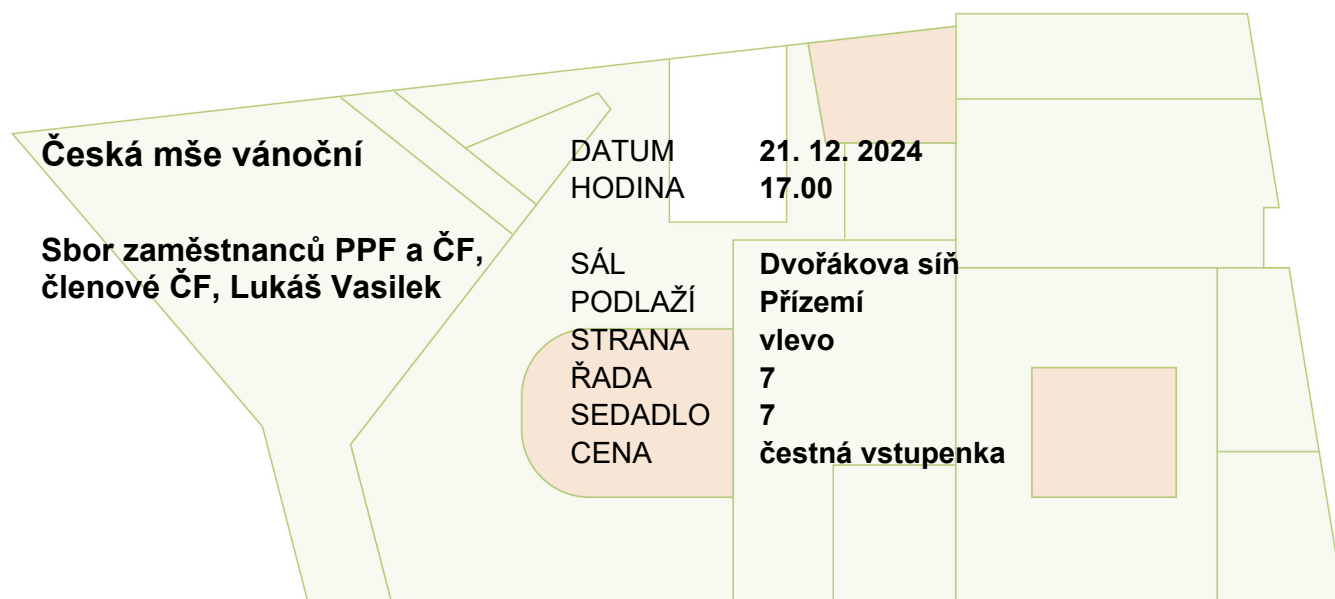 Česká mše vánoční
Sbor zaměstnanců PPF a ČF,
členové ČF, Lukáš Vasilek
DATUM 21. 12. 2024
HODINA 17.00
SÁL Dvořákova síň
PODLAŽÍ Přízemí
STRANA vlevo
ŘADA 7
SEDADLO 7
CENA čestná vstupenka